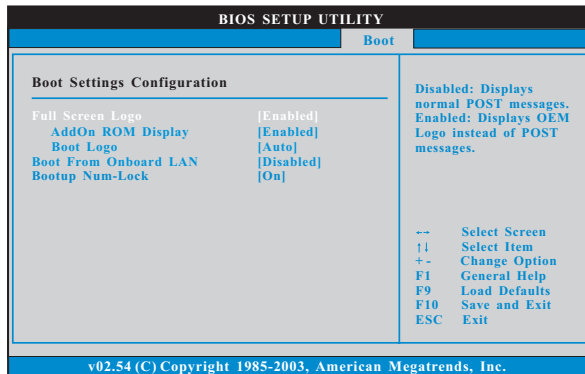 BIOS SETUP UTILITY
Boot
Boot Settings Configuration
Full Screen Logo [Enabled]
AddOn ROM Display [Enabled]
Boot Logo [Auto]
Boot From Onboard LAN [Disabled]
Bootup Num-Lock [On]
Disabled: Displays
normal POST messages.
Enabled: Displays OEM
Logo instead of POST
messages.
←→ Select Screen
↑↓ Select Item
+ - Change Option
F1 General Help
F9 Load Defaults
F10 Save and Exit
ESC Exit
v02.54 (C) Copyright 1985-2003, American Megatrends, Inc.